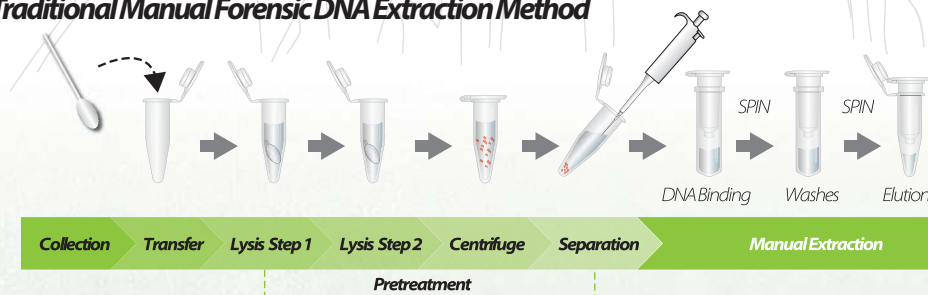 Traditional Manual Forensic DNA Extraction Method
SPIN SPIN
DNA Binding Washes Elution
Collection Transfer Lysis Step 1 Lysis Step 2 Centrifuge Separation Manual Extraction
Pretreatment